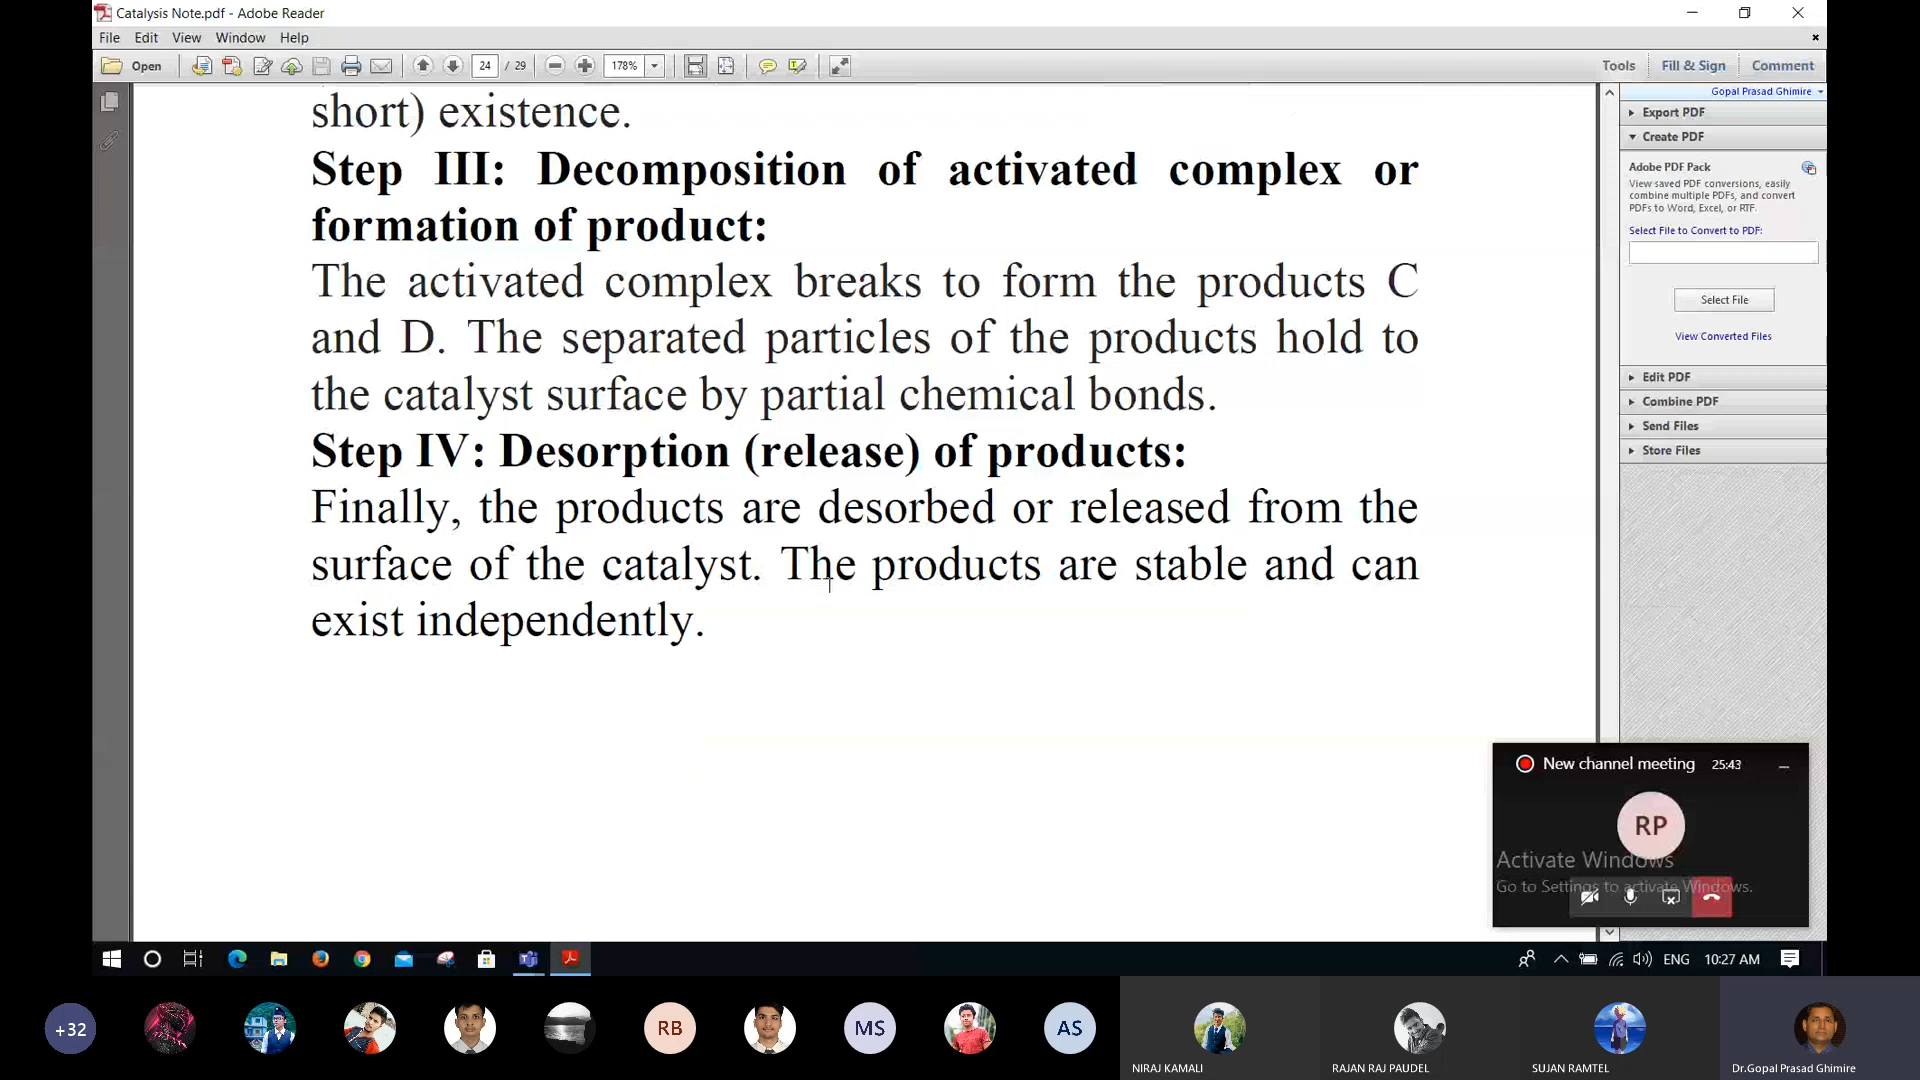 Catalysis Note.pdf - Adobe Reader
File Edit View Window Help
Open 24 / 29 178% Tools Fill & Sign Comment
Gopal Prasad Ghimire
short) existence.
Step III: Decomposition of activated complex or
formation of product:
The activated complex breaks to form the products C
and D. The separated particles of the products hold to
the catalyst surface by partial chemical bonds.
Step IV: Desorption (release) of products:
Finally, the products are desorbed or released from the
surface of the catalyst. The products are stable and can
exist independently.
Export PDF
Create PDF
Adobe PDF Pack
View saved PDF conversions, easily
combine multiple PDFs, and convert
PDFs to Word, Excel, or RTF.
Select File to Convert to PDF:
Select File
View Converted Files
Edit PDF
Combine PDF
Send Files
Store Files
New channel meeting 25:43
RP
Activate Windows
Go to Settings to activate Windows.
ENG 10:27 AM
+32 RB MS AS
NIRAJ KAMALI RAJAN RAJ PAUDEL SUJAN RAMTEL Dr.Gopal Prasad Ghimire